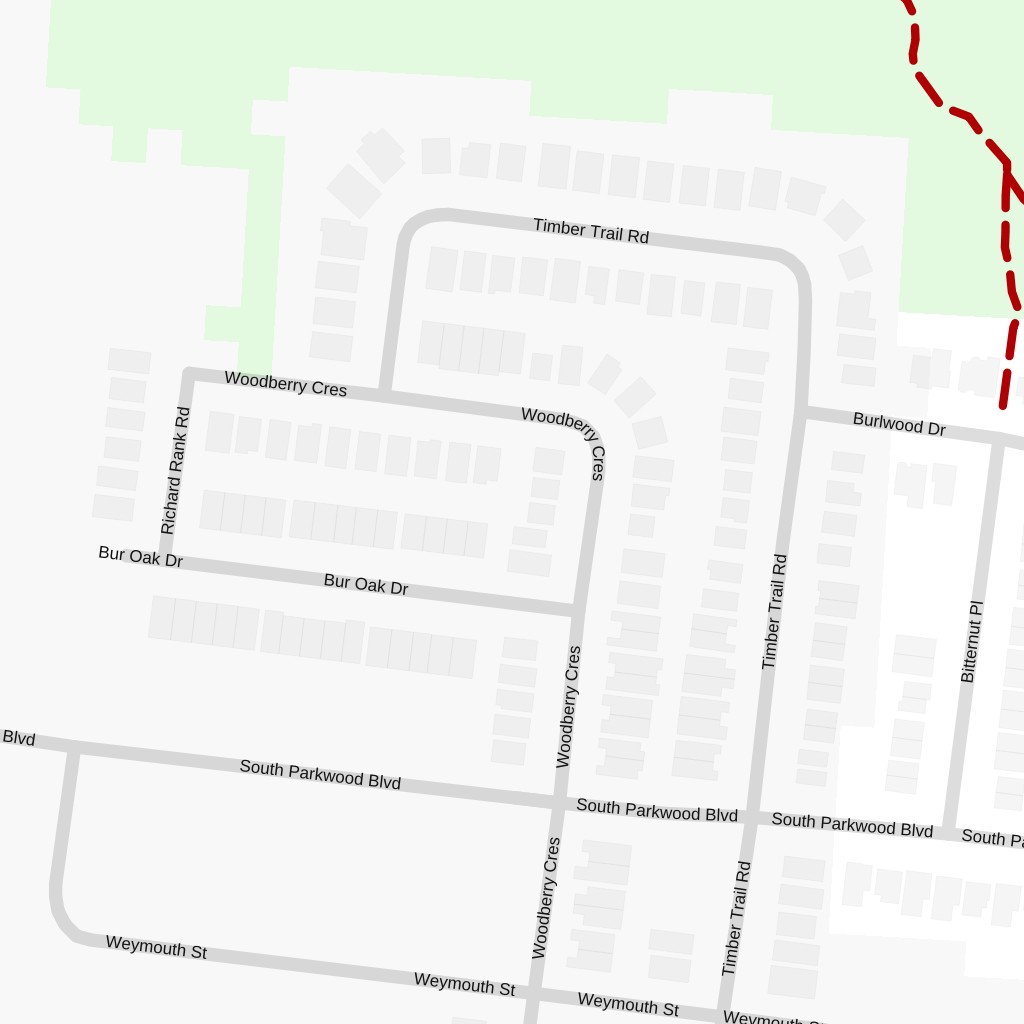 Timber Trail Rd
Woodberry Cres
Woodberry Cres
Burlwood Dr
Richard Rank Rd
Bur Oak Dr
Bur Oak Dr
Timber Trail Rd
Bitternut Pl
Woodberry Cres
Blvd
South Parkwood Blvd
South Parkwood Blvd
South Parkwood Blvd
South Pa
Woodberry Cres
Timber Trail Rd
Weymouth St
Weymouth St
Weymouth St
Weymouth St